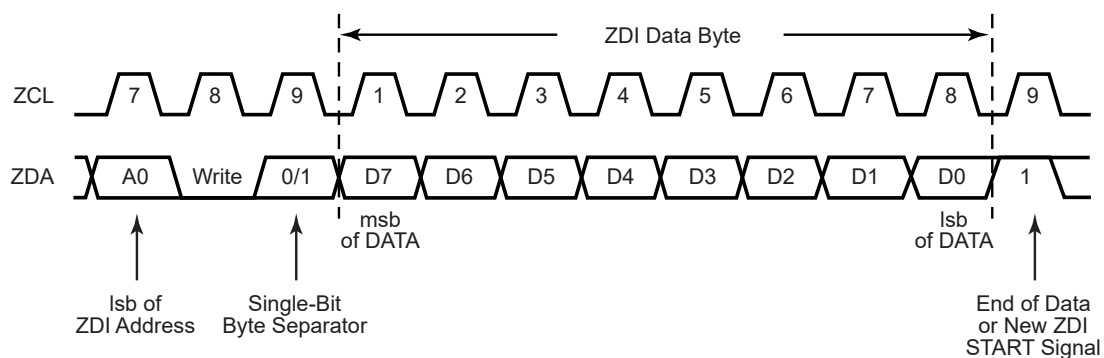 ZDI Data Byte
ZCL 7 8 9 1 2 3 4 5 6 7 8 9
ZDA A0 Write 0/1 D7 D6 D5 D4 D3 D2 D1 D0 1
msb
of DATA
lsb
of DATA
lsb of
ZDI Address
Single-Bit
Byte Separator
End of Data
or New ZDI
START Signal